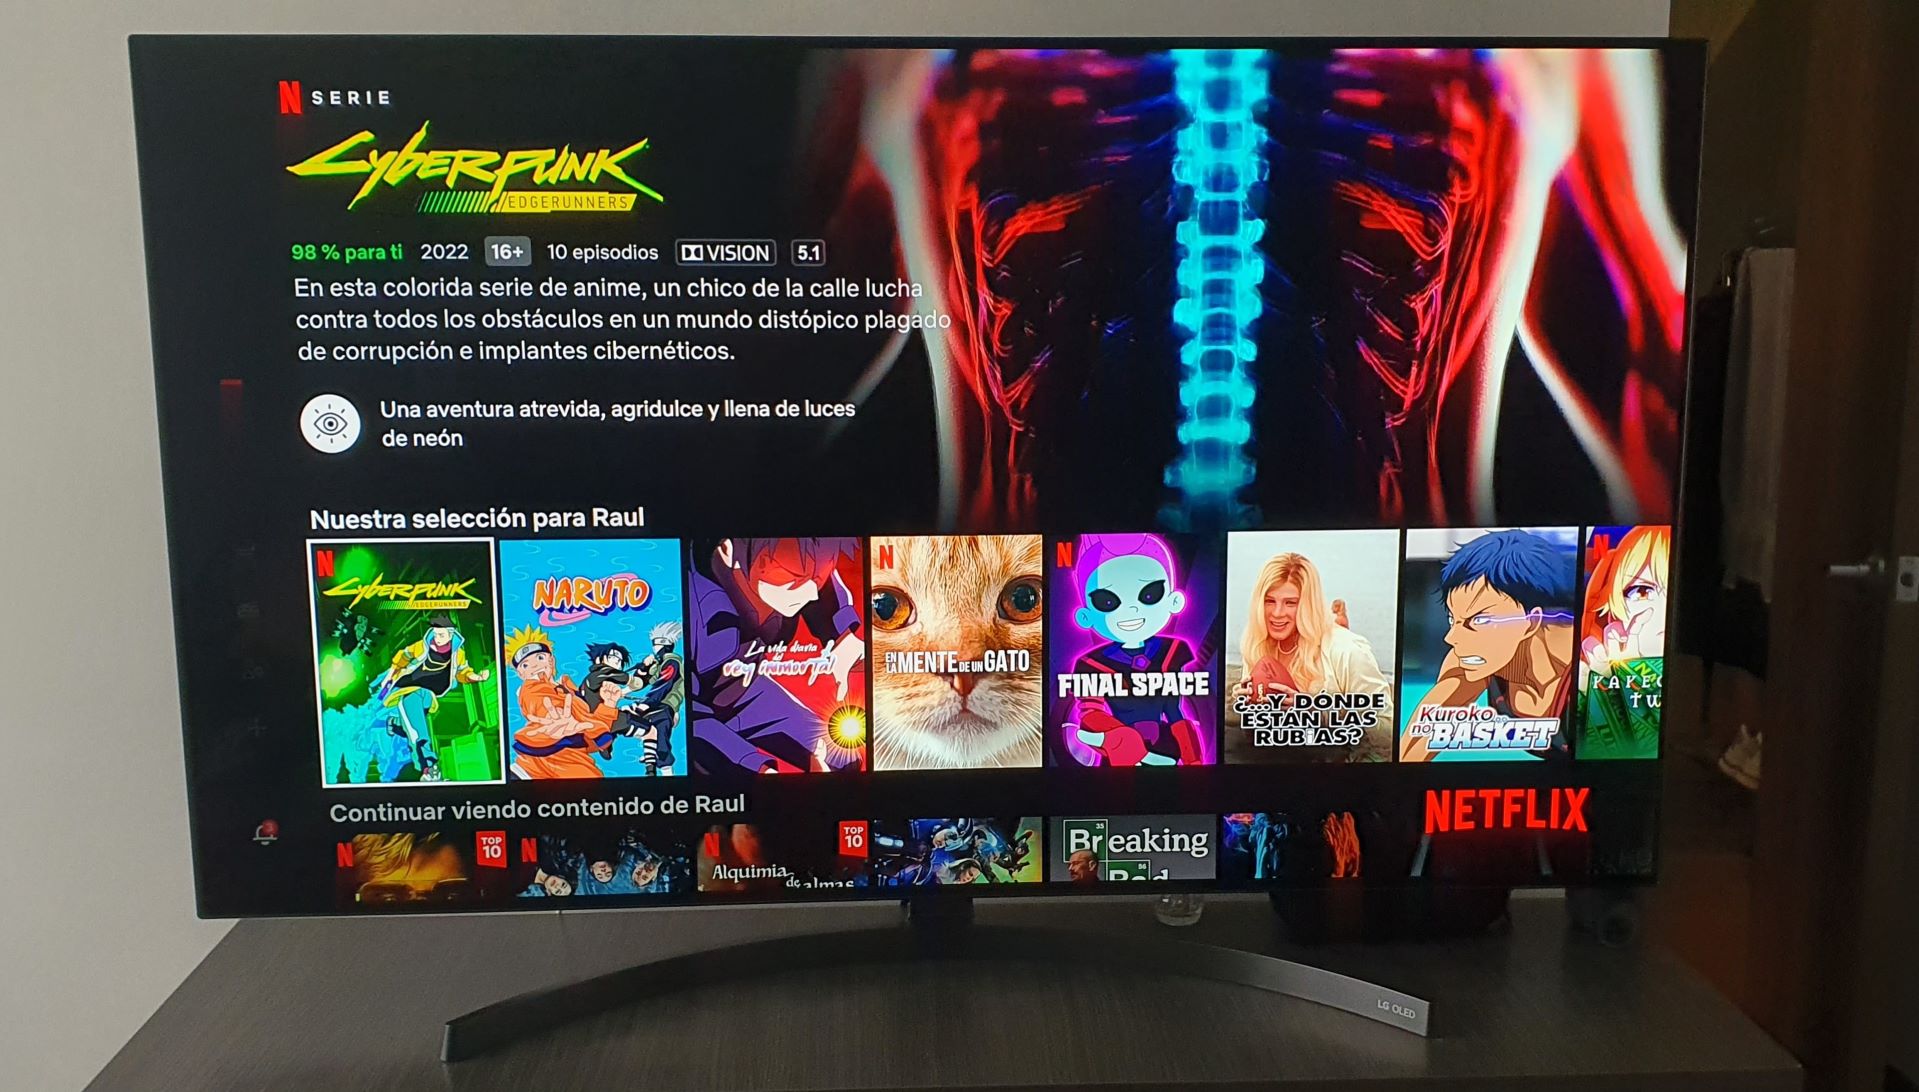 N SERIE
CYBERPUNK
EDGERUNNERS
98 % para ti 2022 16+ 10 episodios VISION 5.1
En esta colorida serie de anime, un chico de la calle lucha
contra todos los obstáculos en un mundo distópico plagado
de corrupción e implantes cibernéticos.
Una aventura atrevida, agridulce y llena de luces
de neón
Nuestra selección para Raul
N
CYBERPUNK
EDGERUNNERS
NARUTO
La vida diaria
del
rey inmortal
N
EN LA MENTE DE UN GATO
N
FINAL SPACE
¿...Y DÓNDE
ESTÁN LAS
RUBIAS?
Kuroko
no BASKET
N
Continuar viendo contenido de Raul
NETFLIX
3
N
TOP
10
N
N
Alquimia
de almas
TOP
10
35
Breaking
56
Bad
LG OLED